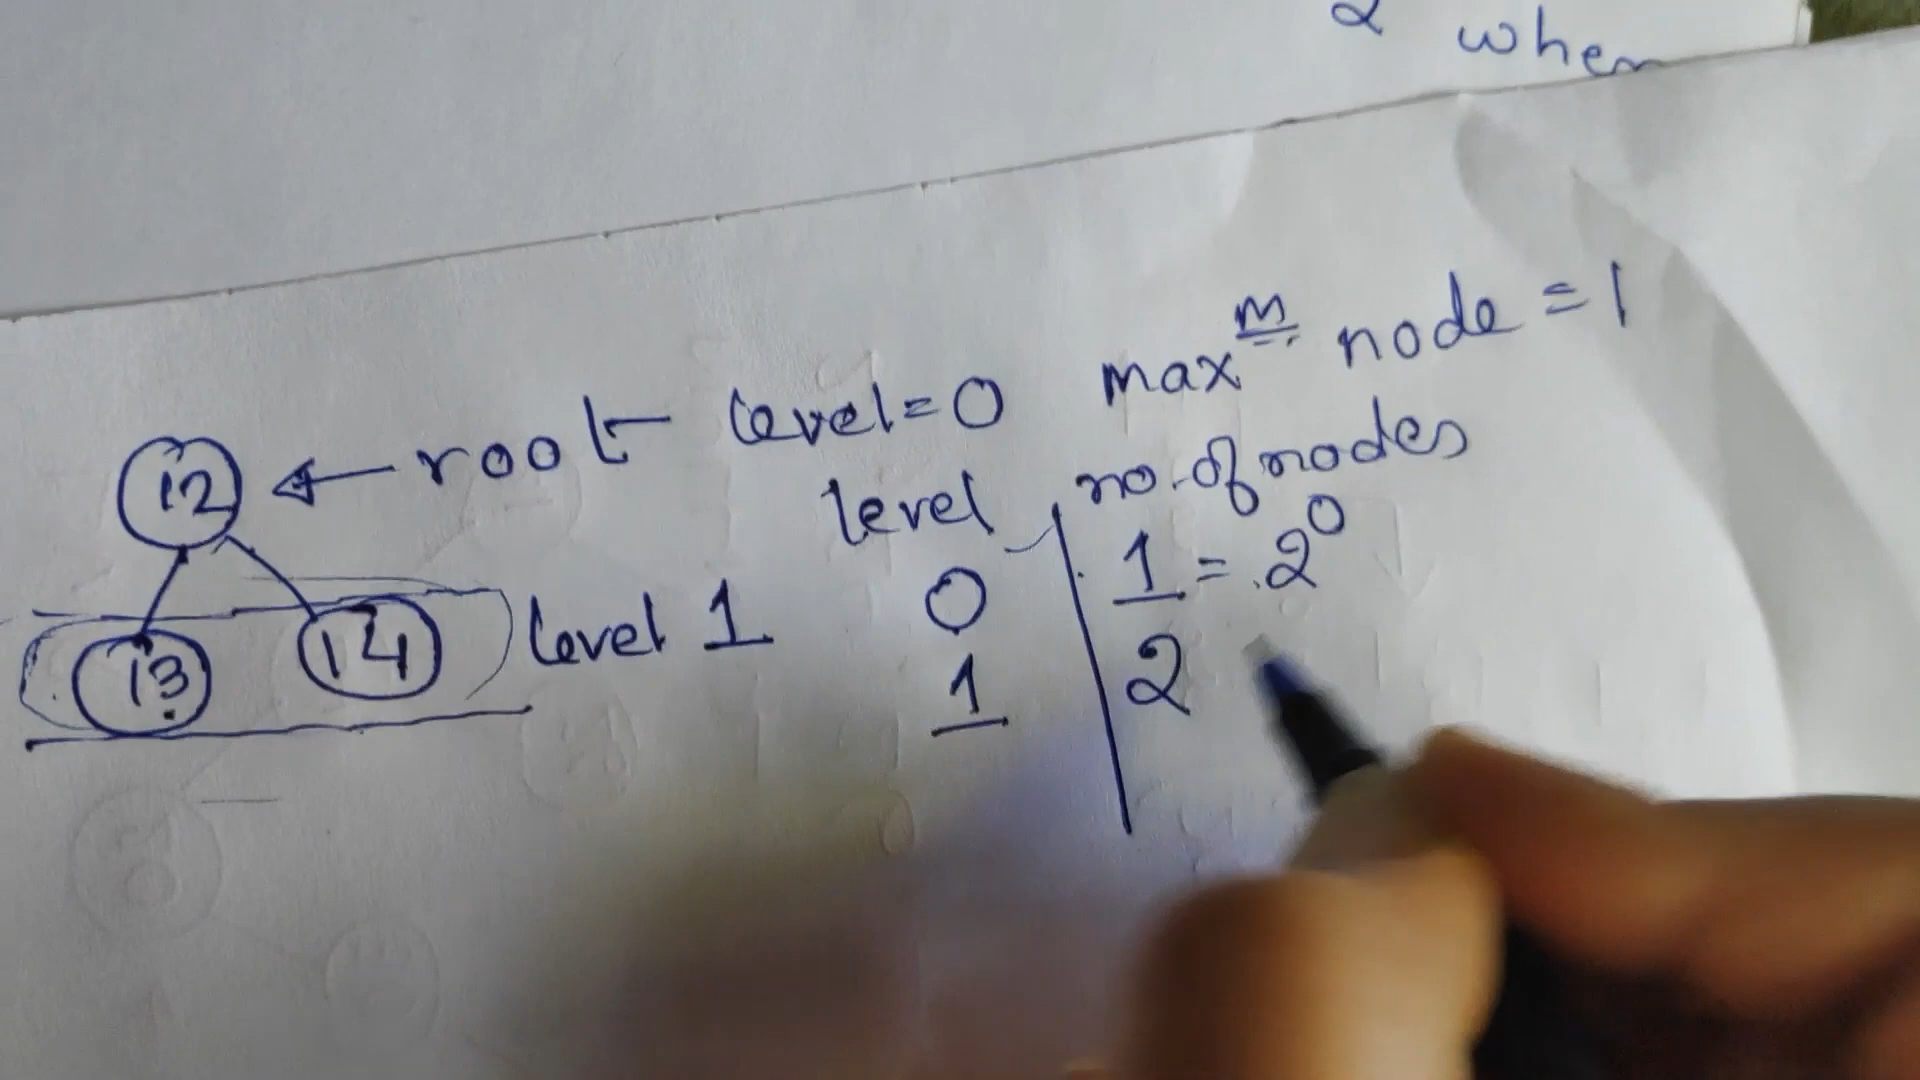 2 when
max^m node = 1
12 ← root ← level = 0
level no. of nodes
0 1 = 2^0
13 14 level 1
1 2